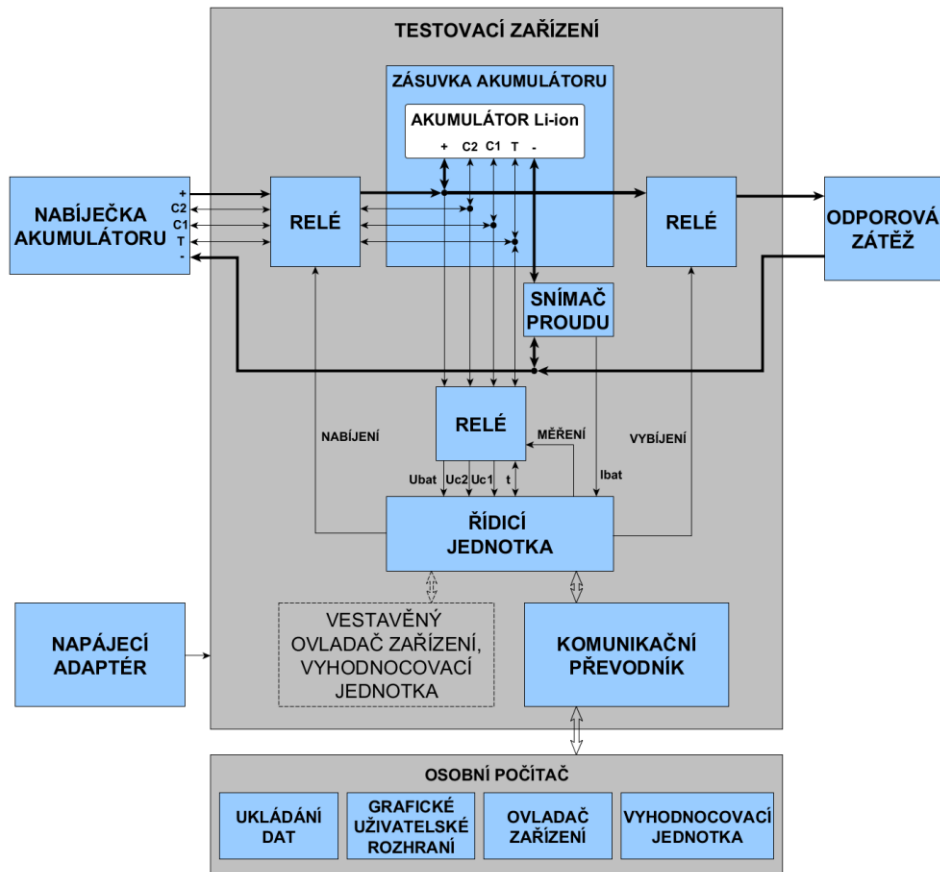 TESTOVACÍ ZAŘÍZENÍ
ZÁSUVKA AKUMULÁTORU
AKUMULÁTOR Li-ion
+ C2 C1 T -
NABÍJEČKA
AKUMULÁTORU
+
C2
C1
T
-
RELÉ
RELÉ
ODPOROVÁ
ZÁTĚŽ
SNÍMAČ
PROUDU
RELÉ
NABÍJENÍ
MĚŘENÍ
VYBÍJENÍ
Ubat Uc2 Uc1 t
Ibat
ŘÍDICÍ
JEDNOTKA
NAPÁJECÍ
ADAPTÉR
VESTAVĚNÝ
OVLADAČ ZAŘÍZENÍ,
VYHODNOCOVACÍ
JEDNOTKA
KOMUNIKAČNÍ
PŘEVODNÍK
OSOBNÍ POČÍTAČ
UKLÁDÁNÍ
DAT
GRAFICKÉ
UŽIVATELSKÉ
ROZHRANÍ
OVLADAČ
ZAŘÍZENÍ
VYHODNOCOVACÍ
JEDNOTKA